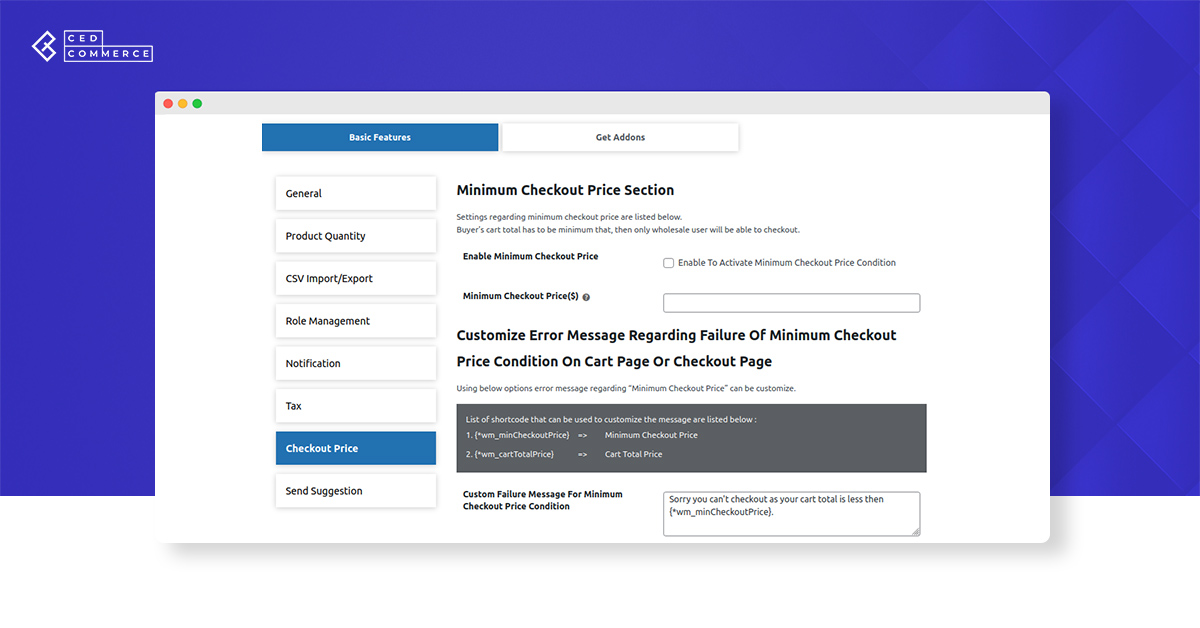 CED
COMMERCE
Basic Features
Get Addons
General
Product Quantity
CSV Import/Export
Role Management
Notification
Tax
Checkout Price
Send Suggestion
Minimum Checkout Price Section
Settings regarding minimum checkout price are listed below.
Buyer's cart total has to be minimum that, then only wholesale user will be able to checkout.
Enable Minimum Checkout Price
Enable To Activate Minimum Checkout Price Condition
Minimum Checkout Price($) ?
Customize Error Message Regarding Failure Of Minimum Checkout
Price Condition On Cart Page Or Checkout Page
Using below options error message regarding "Minimum Checkout Price" can be customize.
List of shortcode that can be used to customize the message are listed below :
1. {*wm_minCheckoutPrice} => Minimum Checkout Price
2. {*wm_cartTotalPrice} => Cart Total Price
Custom Failure Message For Minimum
Checkout Price Condition
Sorry you can't checkout as your cart total is less then
{*wm_minCheckoutPrice}.